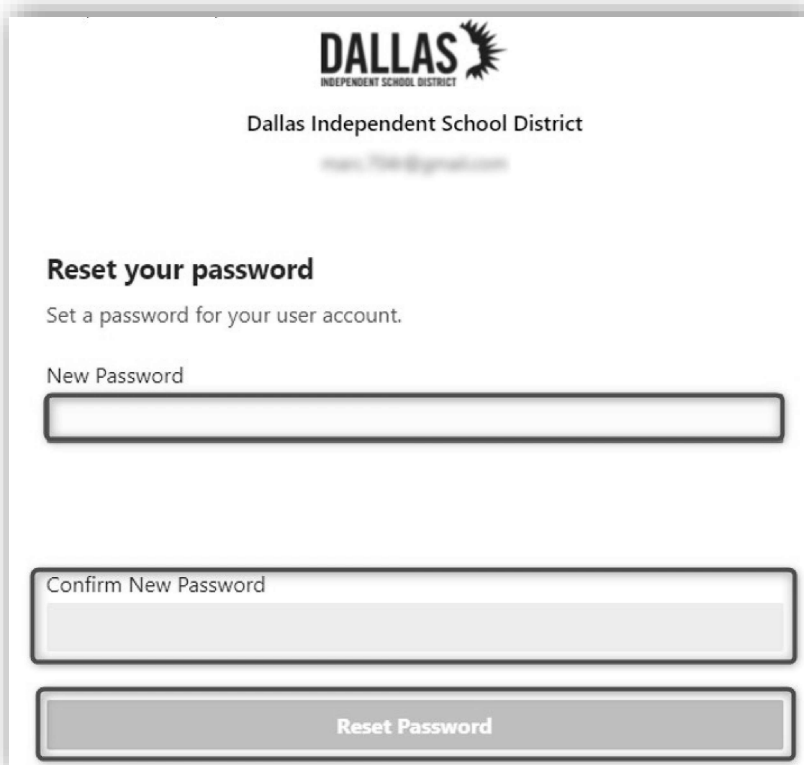 DALLAS
INDEPENDENT SCHOOL DISTRICT
Dallas Independent School District
Reset your password
Set a password for your user account.
New Password
Confirm New Password
Reset Password